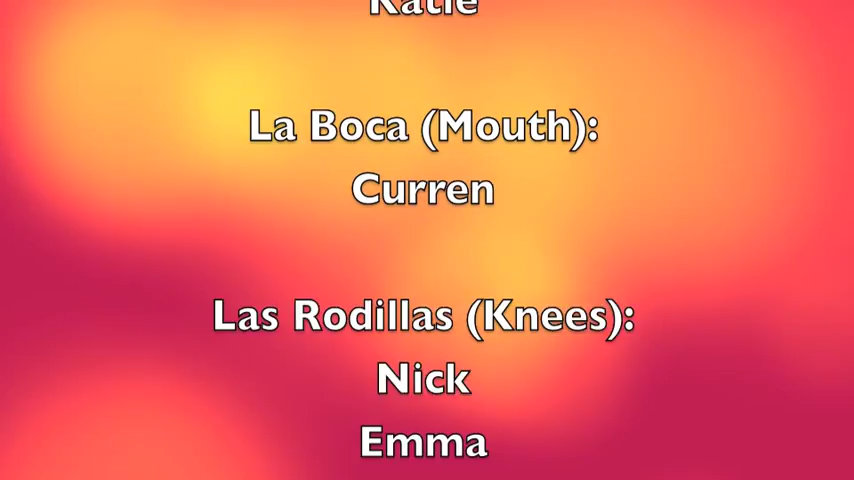 Katie
La Boca (Mouth):
Curren
Las Rodillas (Knees):
Nick
Emma